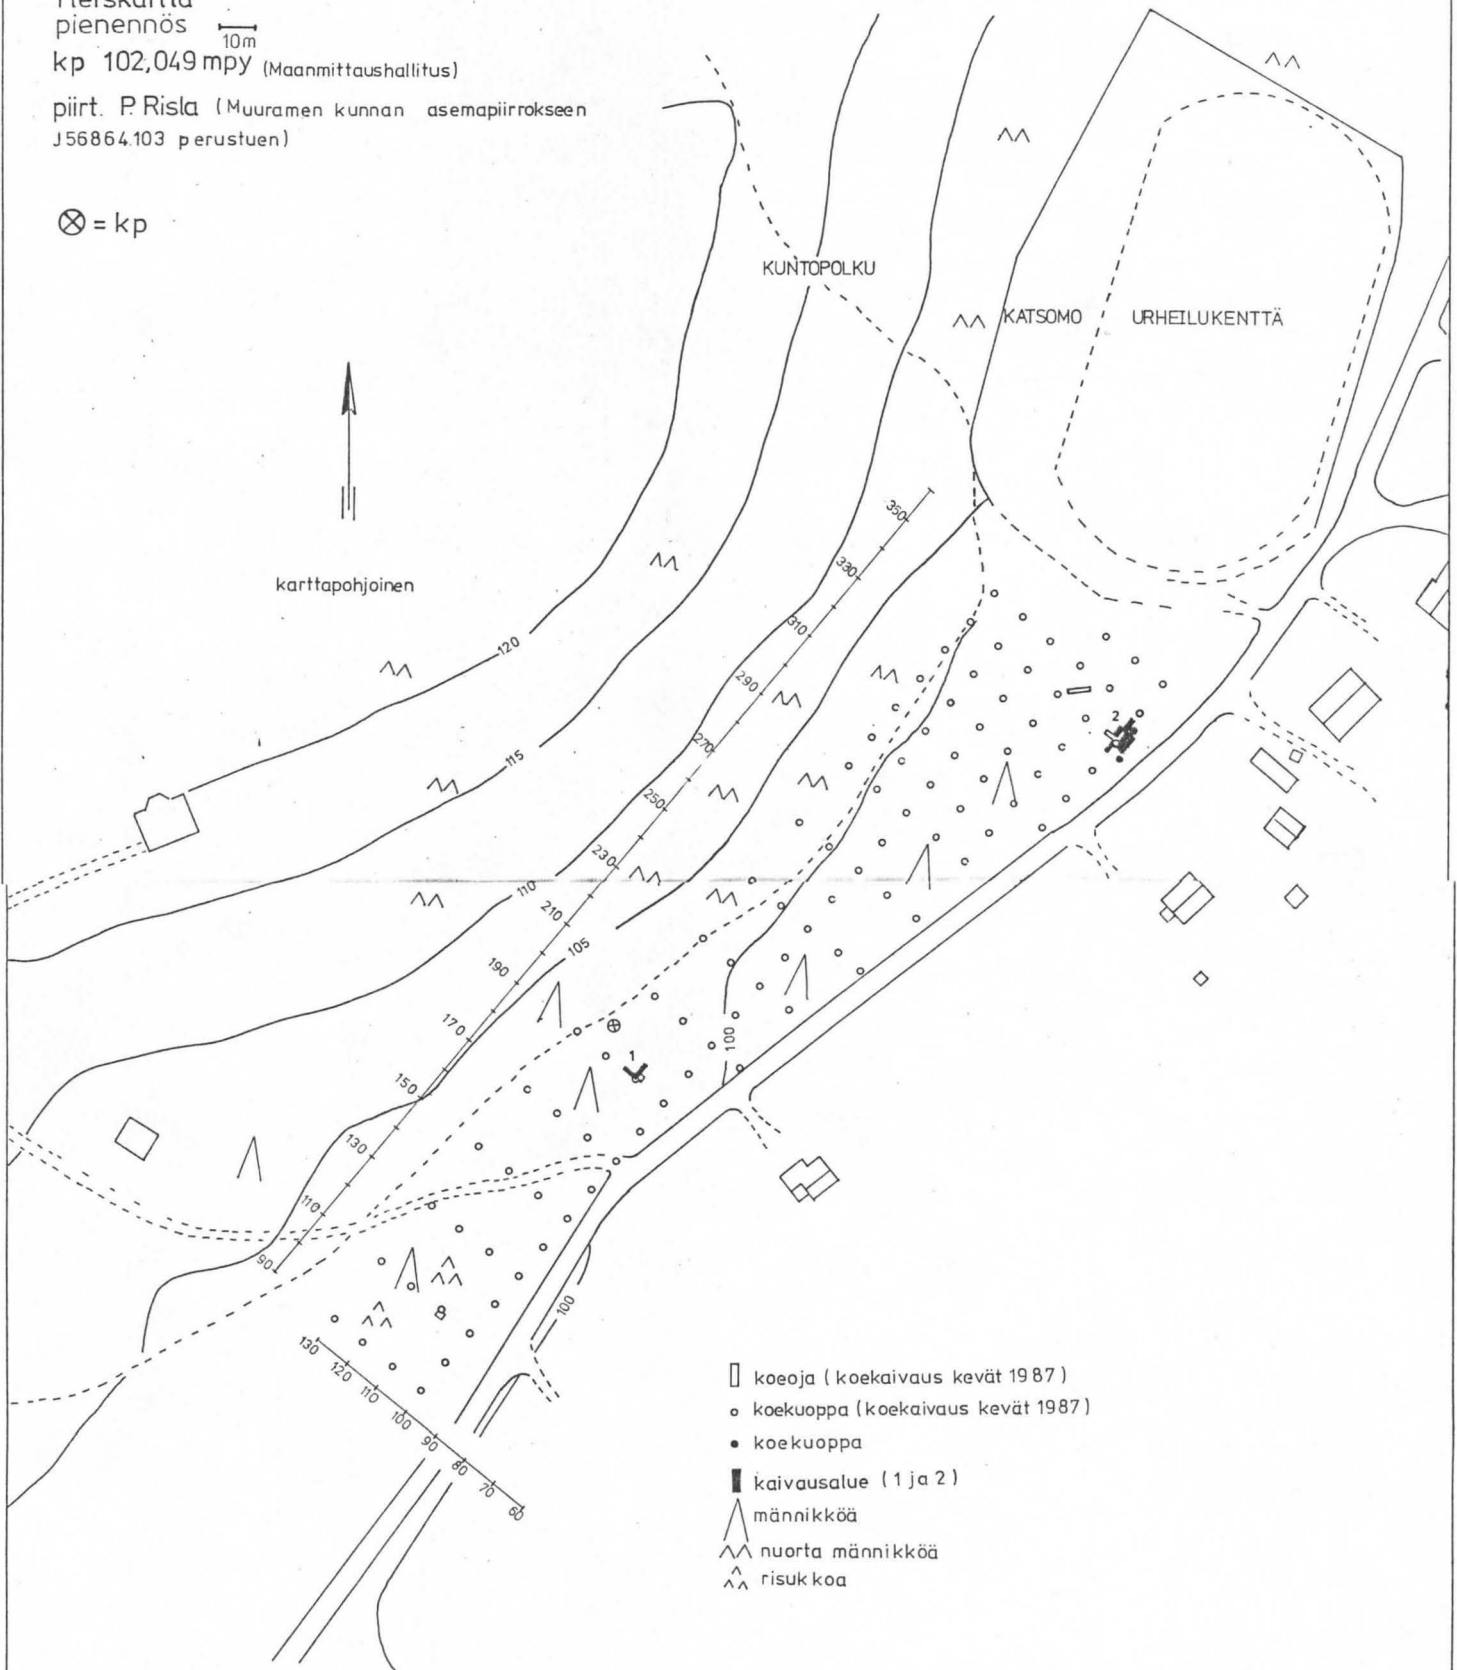 pienennös 10m
kp 102,049 mpy (Maanmittaushallitus)
piirt. P. Risla (Muuramen kunnan asemapiirrokseen
J56864.103 perustuen)
⊗ = kp
KUNTOPOLKU
KATSOMO
URHEILUKENTTÄ
karttapohjoinen
350
330
310
290
270
250
230
210
190
170
150
130
110
90
120
115
110
105
100
100
2
1
130
120
110
100
90
80
70
60
koeoja (koekaivaus kevät 1987)
koekuoppa (koekaivaus kevät 1987)
koekuoppa
kaivausalue (1 ja 2)
männikköä
nuorta männikköä
risukkoa